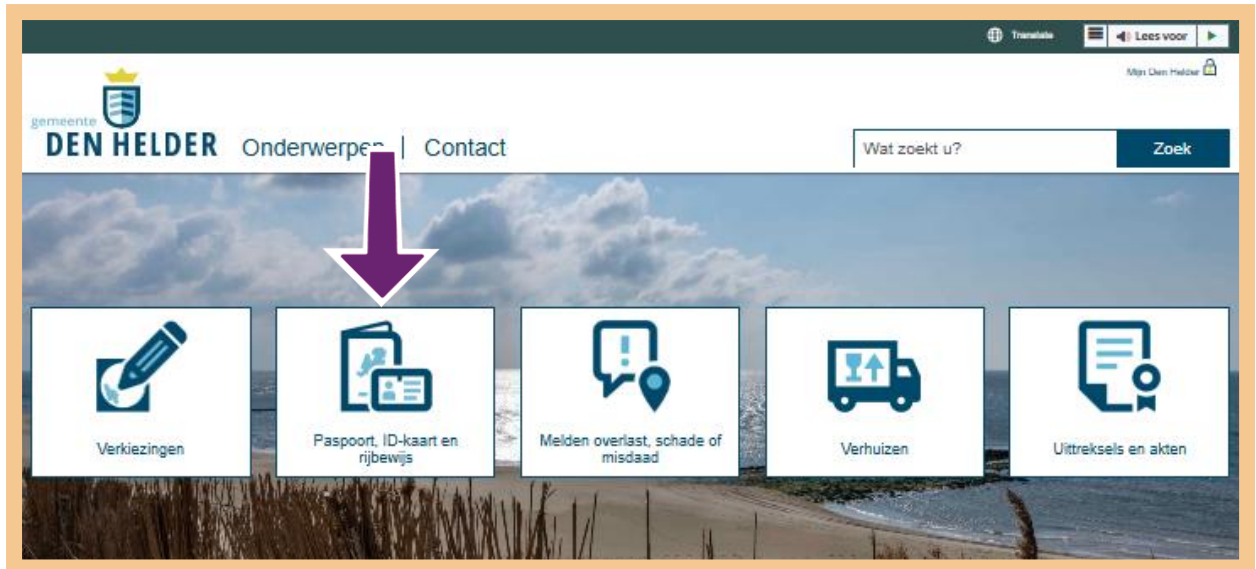 Translate
Lees voor
Mijn Den Helder
gemeente
DEN HELDER
Onderwerpen | Contact
Wat zoekt u?
Zoek
Verkiezingen
Paspoort, ID-kaart en
rijbewijs
Melden overlast, schade of
misdaad
Verhuizen
Uittreksels en akten